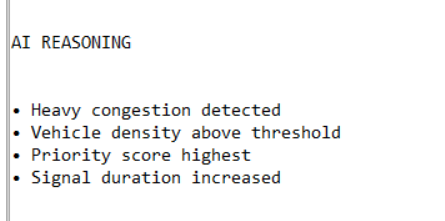 AI REASONING
• Heavy congestion detected
• Vehicle density above threshold
• Priority score highest
• Signal duration increased